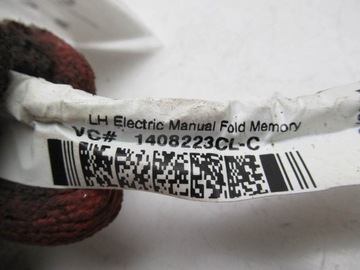 LH Electric Manual Fold Memory
VC# 1408223CL-C